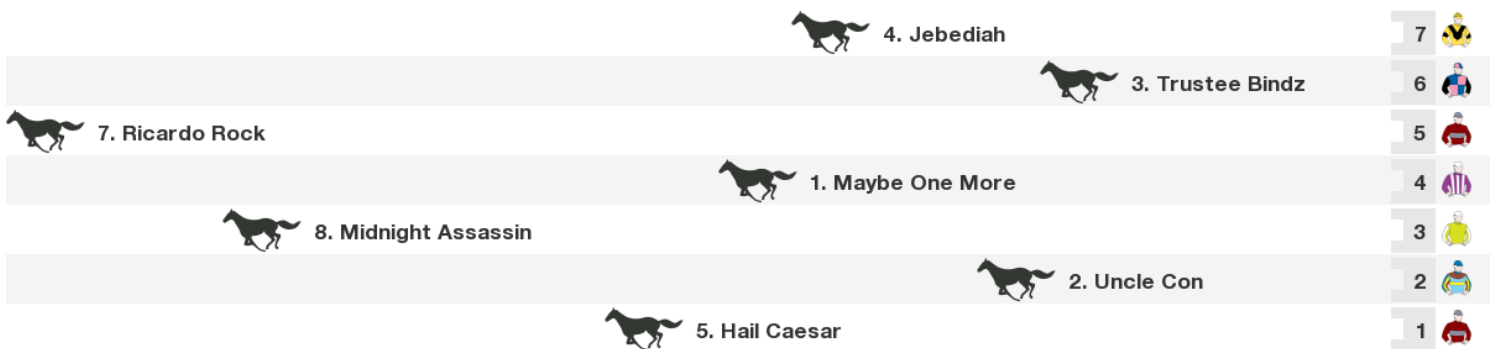 4. Jebediah 7
3. Trustee Bindz 6
7. Ricardo Rock 5
1. Maybe One More 4
8. Midnight Assassin 3
2. Uncle Con 2
5. Hail Caesar 1